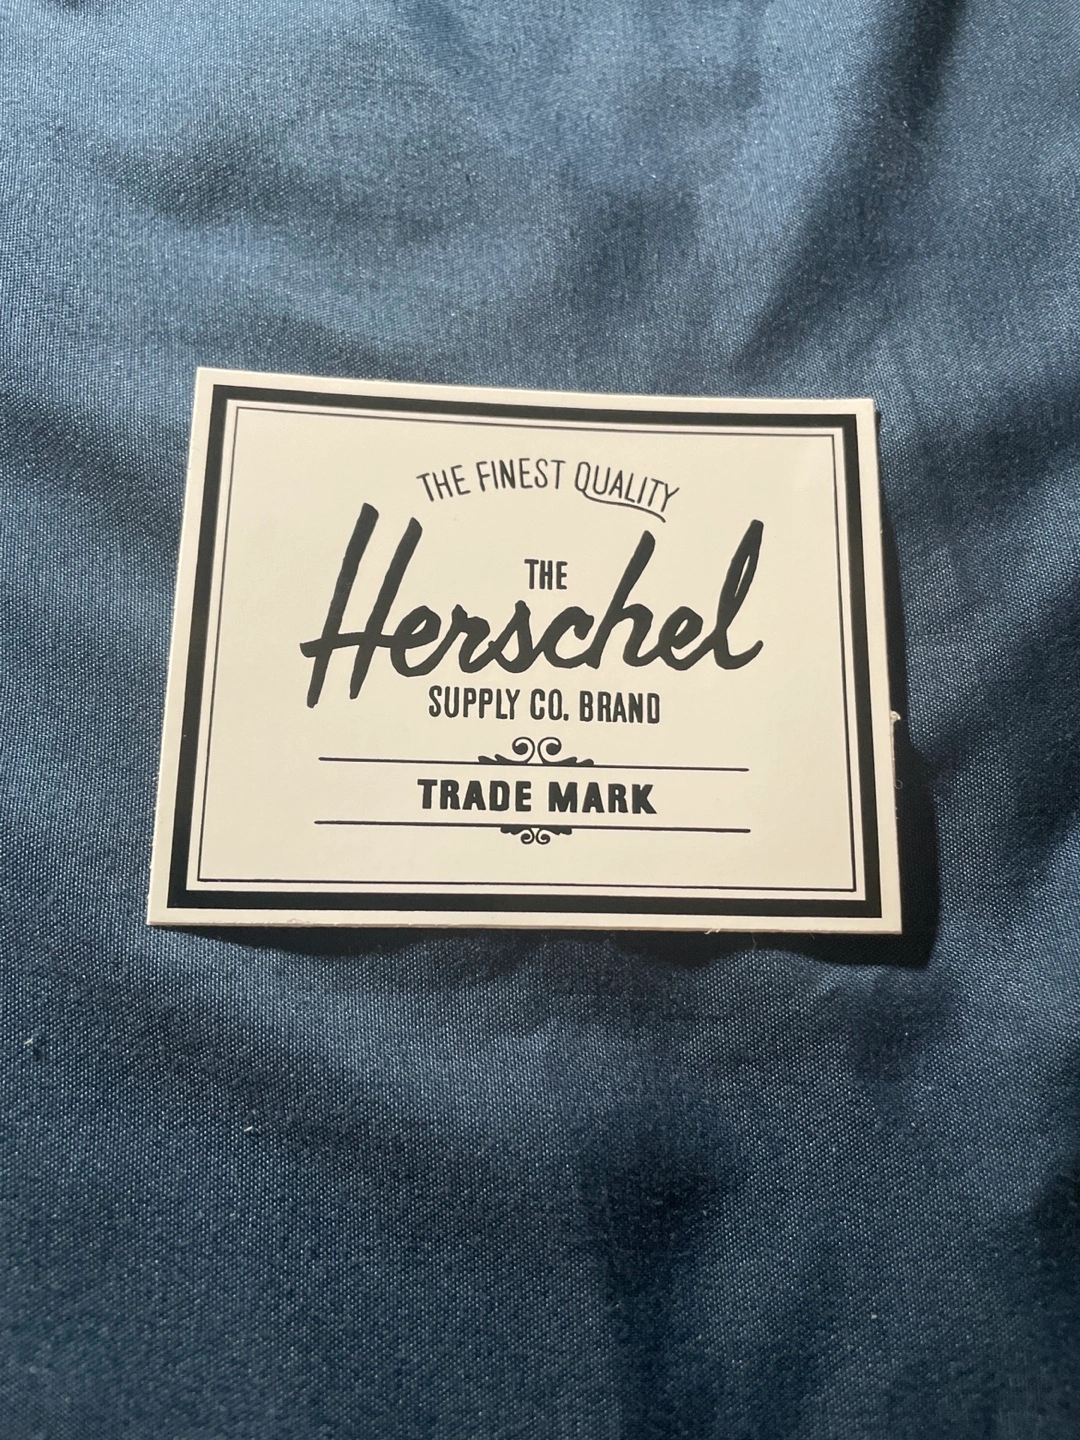 THE FINEST QUALITY
THE
Herschel
SUPPLY CO. BRAND
TRADE MARK